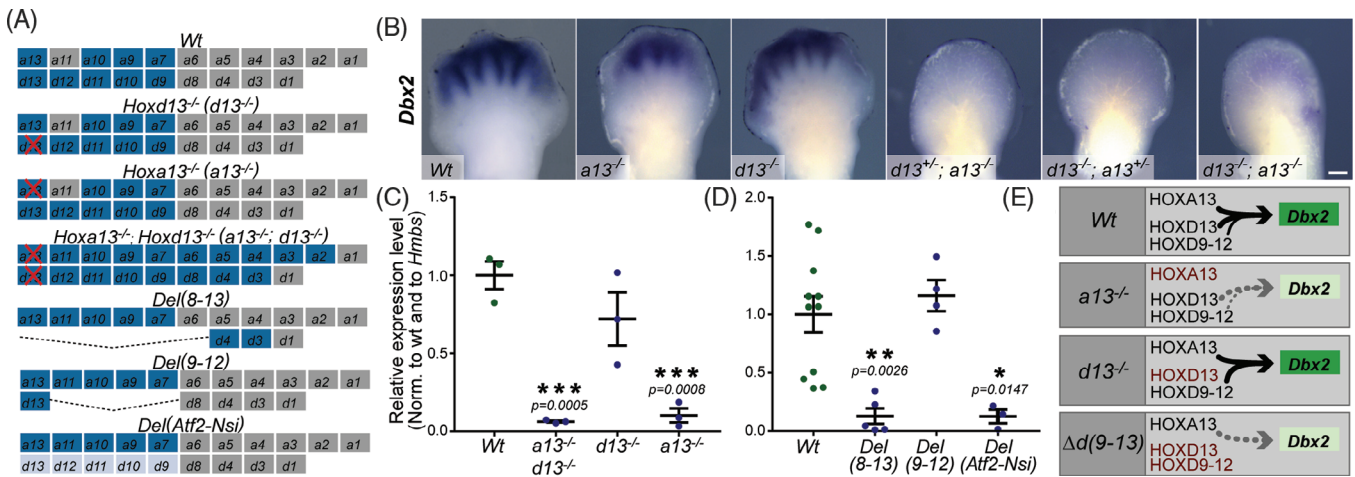 (A)
Wt
a13 a11 a10 a9 a7 a6 a5 a4 a3 a2 a1
d13 d12 d11 d10 d9 d8 d4 d3 d1
Hoxd13-/- (d13-/-)
a13 a11 a10 a9 a7 a6 a5 a4 a3 a2 a1
d13 d12 d11 d10 d9 d8 d4 d3 d1
Hoxa13-/- (a13-/-)
a13 a11 a10 a9 a7 a6 a5 a4 a3 a2 a1
d13 d12 d11 d10 d9 d8 d4 d3 d1
Hoxa13-/-; Hoxd13-/- (a13-/-; d13-/-)
a13 a11 a10 a9 a7 a6 a5 a4 a3 a2 a1
d13 d12 d11 d10 d9 d8 d4 d3 d1
Del(8-13)
a13 a11 a10 a9 a7 a6 a5 a4 a3 a2 a1
d4 d3 d1
Del(9-12)
a13 a11 a10 a9 a7 a6 a5 a4 a3 a2 a1
d13 d8 d4 d3 d1
Del(Atf2-Nsi)
a13 a11 a10 a9 a7 a6 a5 a4 a3 a2 a1
d13 d12 d11 d10 d9 d8 d4 d3 d1
(B)
Dbx2
Wt
a13-/-
d13-/-
d13+/-; a13-/-
d13-/-; a13+/-
d13-/-; a13-/-
(C)
Relative expression level
(Norm. to wt and to Hmbs)
1.5
1.0
0.5
0.0
***
p=0.0005
***
p=0.0008
Wt
a13-/-
d13-/-
d13-/-
a13-/-
(D)
2.0
1.5
1.0
0.5
0.0
**
p=0.0026
*
p=0.0147
Wt
Del
(8-13)
Del
(9-12)
Del
(Atf2-Nsi)
(E)
Wt
HOXA13
HOXD13
HOXD9-12
Dbx2
a13-/-
HOXA13
HOXD13
HOXD9-12
Dbx2
d13-/-
HOXA13
HOXD13
HOXD9-12
Dbx2
Δd(9-13)
HOXA13
HOXD13
HOXD9-12
Dbx2